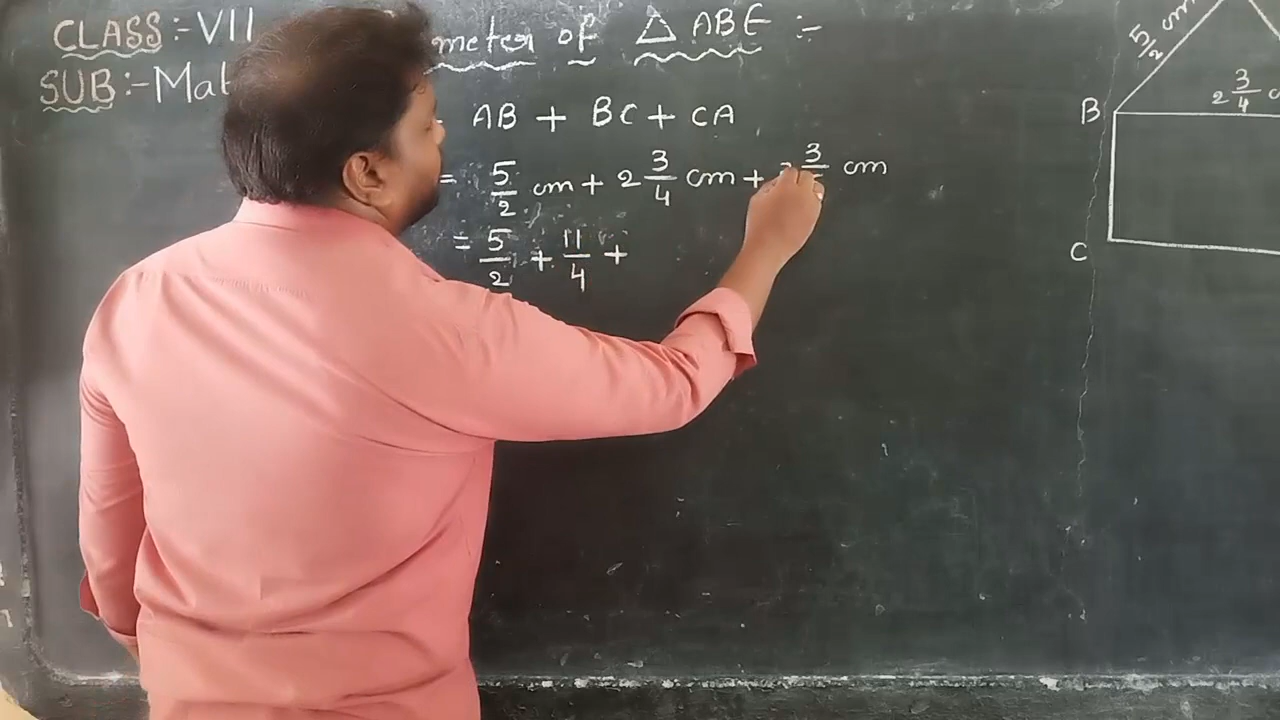 CLASS:-VII
SUB:-Mat
meter of △ ABE :-
AB + BC + CA
= 5/2 cm + 2 3/4 cm + 3/ cm
= 5/2 + 11/4 +
5/2 cm
B
2 3/4 c
C